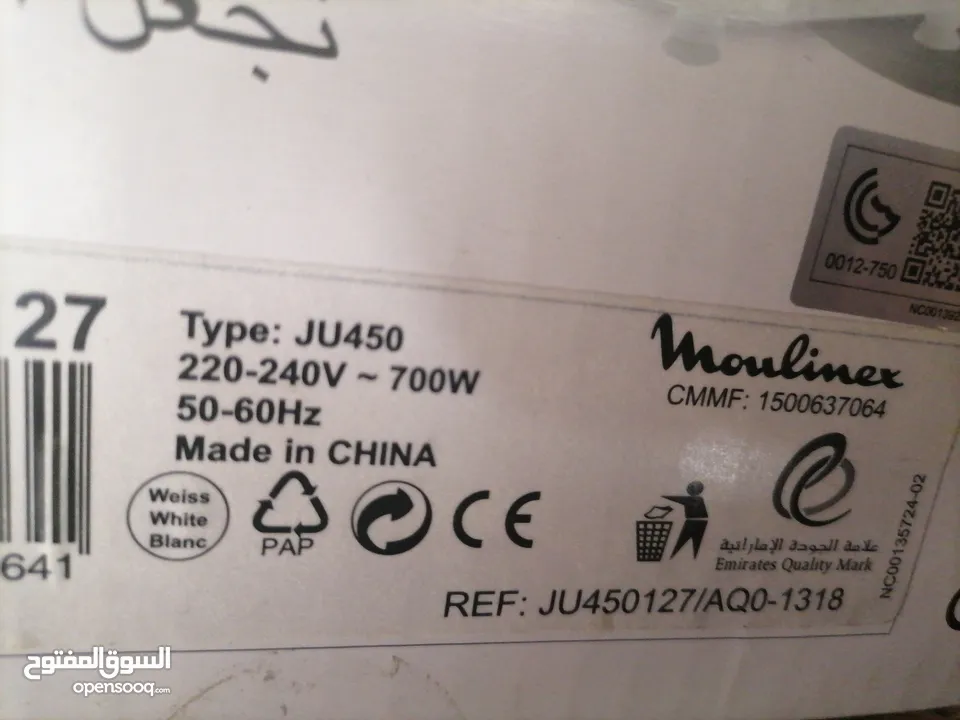 نجعل
0012-750
27
Type: JU450
220-240V ~ 700W
50-60Hz
Made in CHINA
Moulinex
CMMF: 1500637064
Weiss
White
Blanc
PAP
CE
علامة الجودة الإماراتية
Emirates Quality Mark
NC00135724-02
641
REF: JU450127/AQ0-1318
السوق المفتوح
opensooq.com